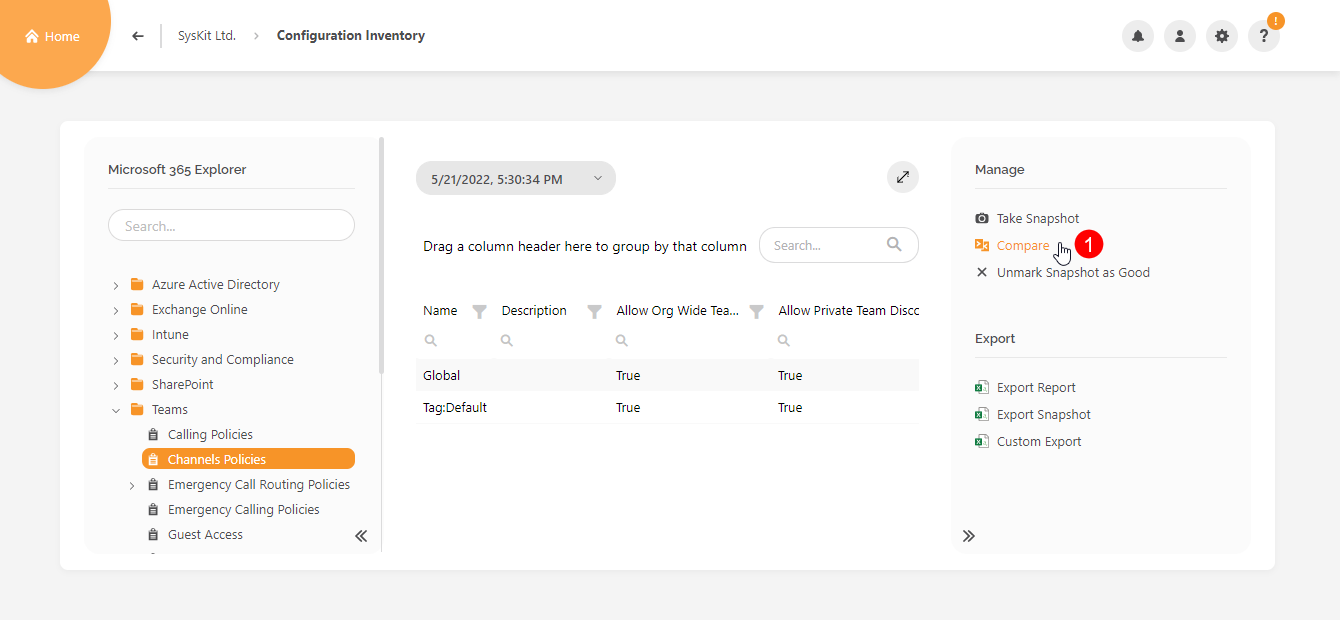 Home
SysKit Ltd.
Configuration Inventory
!
?
Microsoft 365 Explorer
Search...
Azure Active Directory
Exchange Online
Intune
Security and Compliance
SharePoint
Teams
Calling Policies
Channels Policies
Emergency Call Routing Policies
Emergency Calling Policies
Guest Access
5/21/2022, 5:30:34 PM
Drag a column header here to group by that column
Search...
Name Description Allow Org Wide Tea... Allow Private Team Disco
Global True True
Tag:Default True True
Manage
Take Snapshot
Compare 1
Unmark Snapshot as Good
Export
Export Report
Export Snapshot
Custom Export